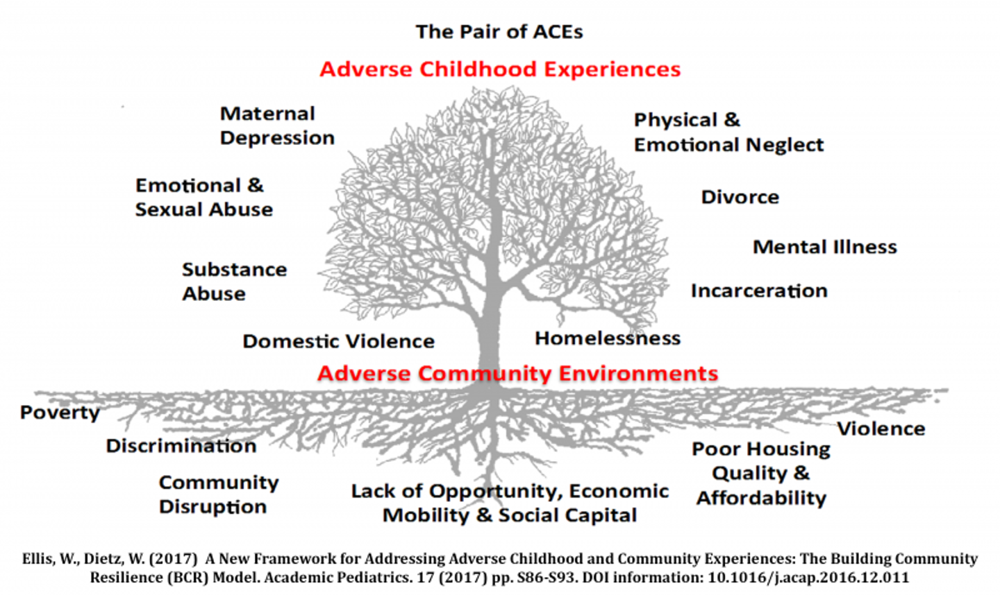 The Pair of ACEs
Adverse Childhood Experiences
Maternal
Depression
Physical &
Emotional Neglect
Emotional &
Sexual Abuse
Divorce
Mental Illness
Substance
Abuse
Incarceration
Domestic Violence
Homelessness
Adverse Community Environments
Poverty
Violence
Discrimination
Poor Housing
Quality &
Affordability
Community
Disruption
Lack of Opportunity, Economic
Mobility & Social Capital
Ellis, W., Dietz, W. (2017) A New Framework for Addressing Adverse Childhood and Community Experiences: The Building Community
Resilience (BCR) Model. Academic Pediatrics. 17 (2017) pp. S86-S93. DOI information: 10.1016/j.acap.2016.12.011